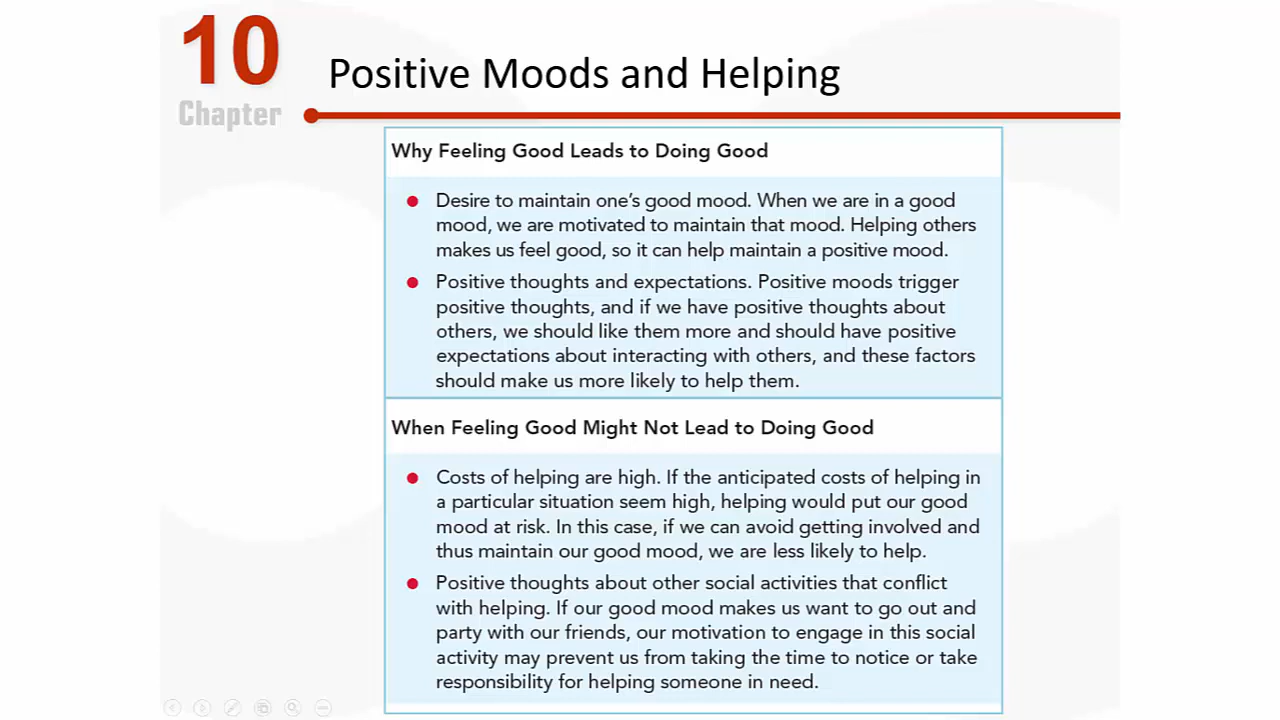 10
Chapter
Positive Moods and Helping
Why Feeling Good Leads to Doing Good
Desire to maintain one's good mood. When we are in a good
mood, we are motivated to maintain that mood. Helping others
makes us feel good, so it can help maintain a positive mood.
Positive thoughts and expectations. Positive moods trigger
positive thoughts, and if we have positive thoughts about
others, we should like them more and should have positive
expectations about interacting with others, and these factors
should make us more likely to help them.
When Feeling Good Might Not Lead to Doing Good
Costs of helping are high. If the anticipated costs of helping in
a particular situation seem high, helping would put our good
mood at risk. In this case, if we can avoid getting involved and
thus maintain our good mood, we are less likely to help.
Positive thoughts about other social activities that conflict
with helping. If our good mood makes us want to go out and
party with our friends, our motivation to engage in this social
activity may prevent us from taking the time to notice or take
responsibility for helping someone in need.